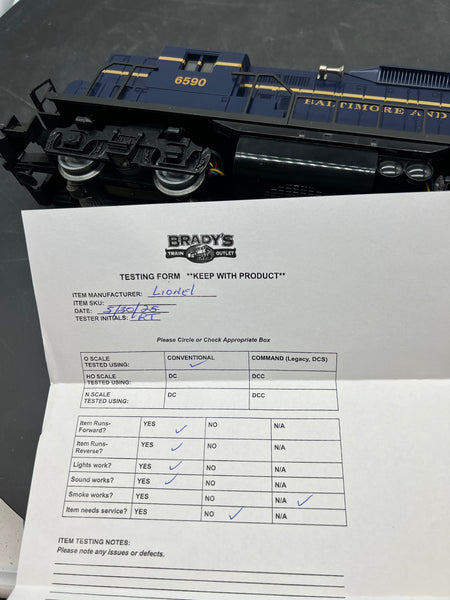 6590
BALTIMORE AND
BRADY'S
TRAIN OUTLET
TESTING FORM **KEEP WITH PRODUCT**
ITEM MANUFACTURER: Lionel
ITEM SKU:
DATE: 5/30/25
TESTER INITIALS: RT
Please Circle or Check Appropriate Box
O SCALE TESTED USING: CONVENTIONAL ✓ COMMAND (Legacy, DCS)
HO SCALE TESTED USING: DC DCC
N SCALE TESTED USING: DC DCC
Item Runs-Forward? YES ✓ NO N/A
Item Runs-Reverse? YES ✓ NO N/A
Lights work? YES ✓ NO N/A
Sound works? YES ✓ NO N/A
Smoke works? YES NO N/A ✓
Item needs service? YES NO ✓ N/A
ITEM TESTING NOTES:
Please note any issues or defects.